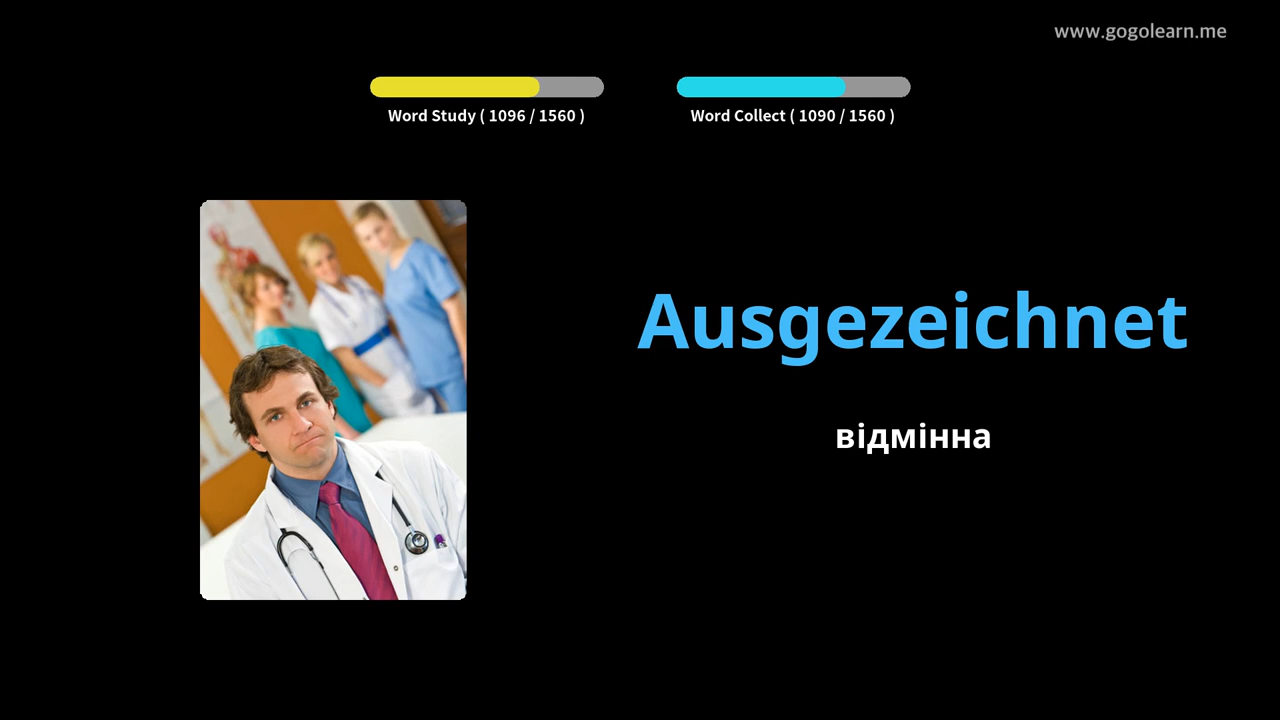 www.gogolearn.me
Word Study ( 1096 / 1560 )
Word Collect ( 1090 / 1560 )
Ausgezeichnet
відмінна